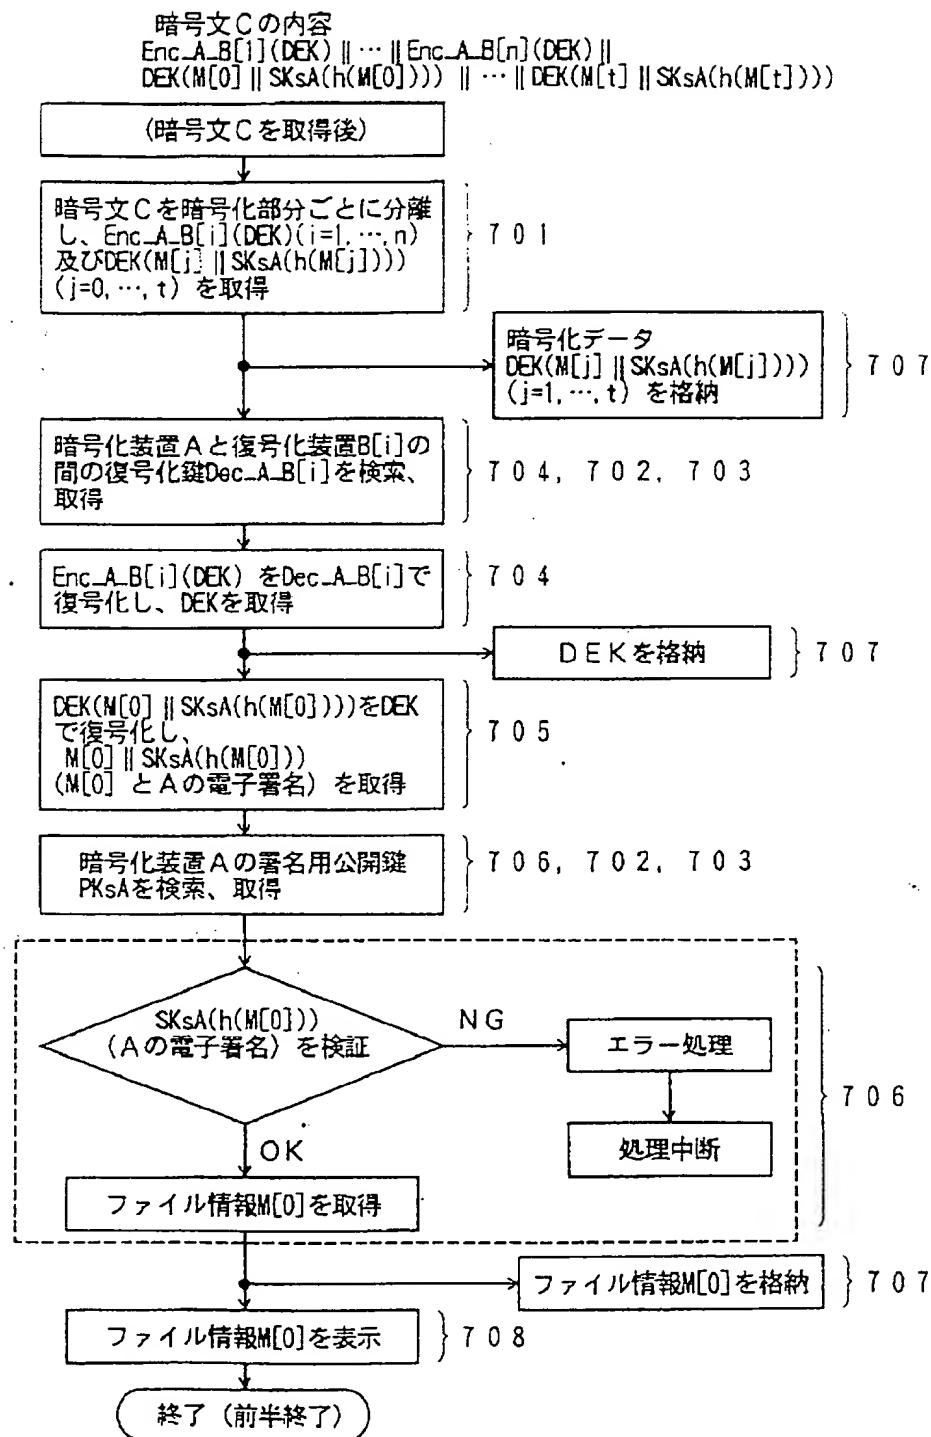 暗号文Cの内容
Enc_A_B[1](DEK)‖…‖Enc_A_B[n](DEK)‖
DEK(M[0]‖SKsA(h(M[0])))‖…‖DEK(M[t]‖SKsA(h(M[t])))
(暗号文Cを取得後)
暗号文Cを暗号化部分ごとに分離
し、Enc_A_B[i](DEK)(i=1,…,n)
及びDEK(M[j]‖SKsA(h(M[j])))
(j=0,…,t) を取得
701
暗号化データ
DEK(M[j]‖SKsA(h(M[j])))
(j=1,…,t) を格納
707
暗号化装置Aと復号化装置B[i]の
間の復号化鍵Dec_A_B[i]を検索、
取得
704, 702, 703
Enc_A_B[i](DEK) をDec_A_B[i]で
復号化し、DEKを取得
704
DEKを格納
707
DEK(M[0]‖SKsA(h(M[0])))をDEK
で復号化し、
M[0]‖SKsA(h(M[0]))
(M[0] とAの電子署名) を取得
705
暗号化装置Aの署名用公開鍵
PKsAを検索、取得
706, 702, 703
SKsA(h(M[0]))
(Aの電子署名) を検証
NG
エラー処理
処理中断
706
OK
ファイル情報M[0]を取得
ファイル情報M[0]を格納
707
ファイル情報M[0]を表示
708
終了 (前半終了)